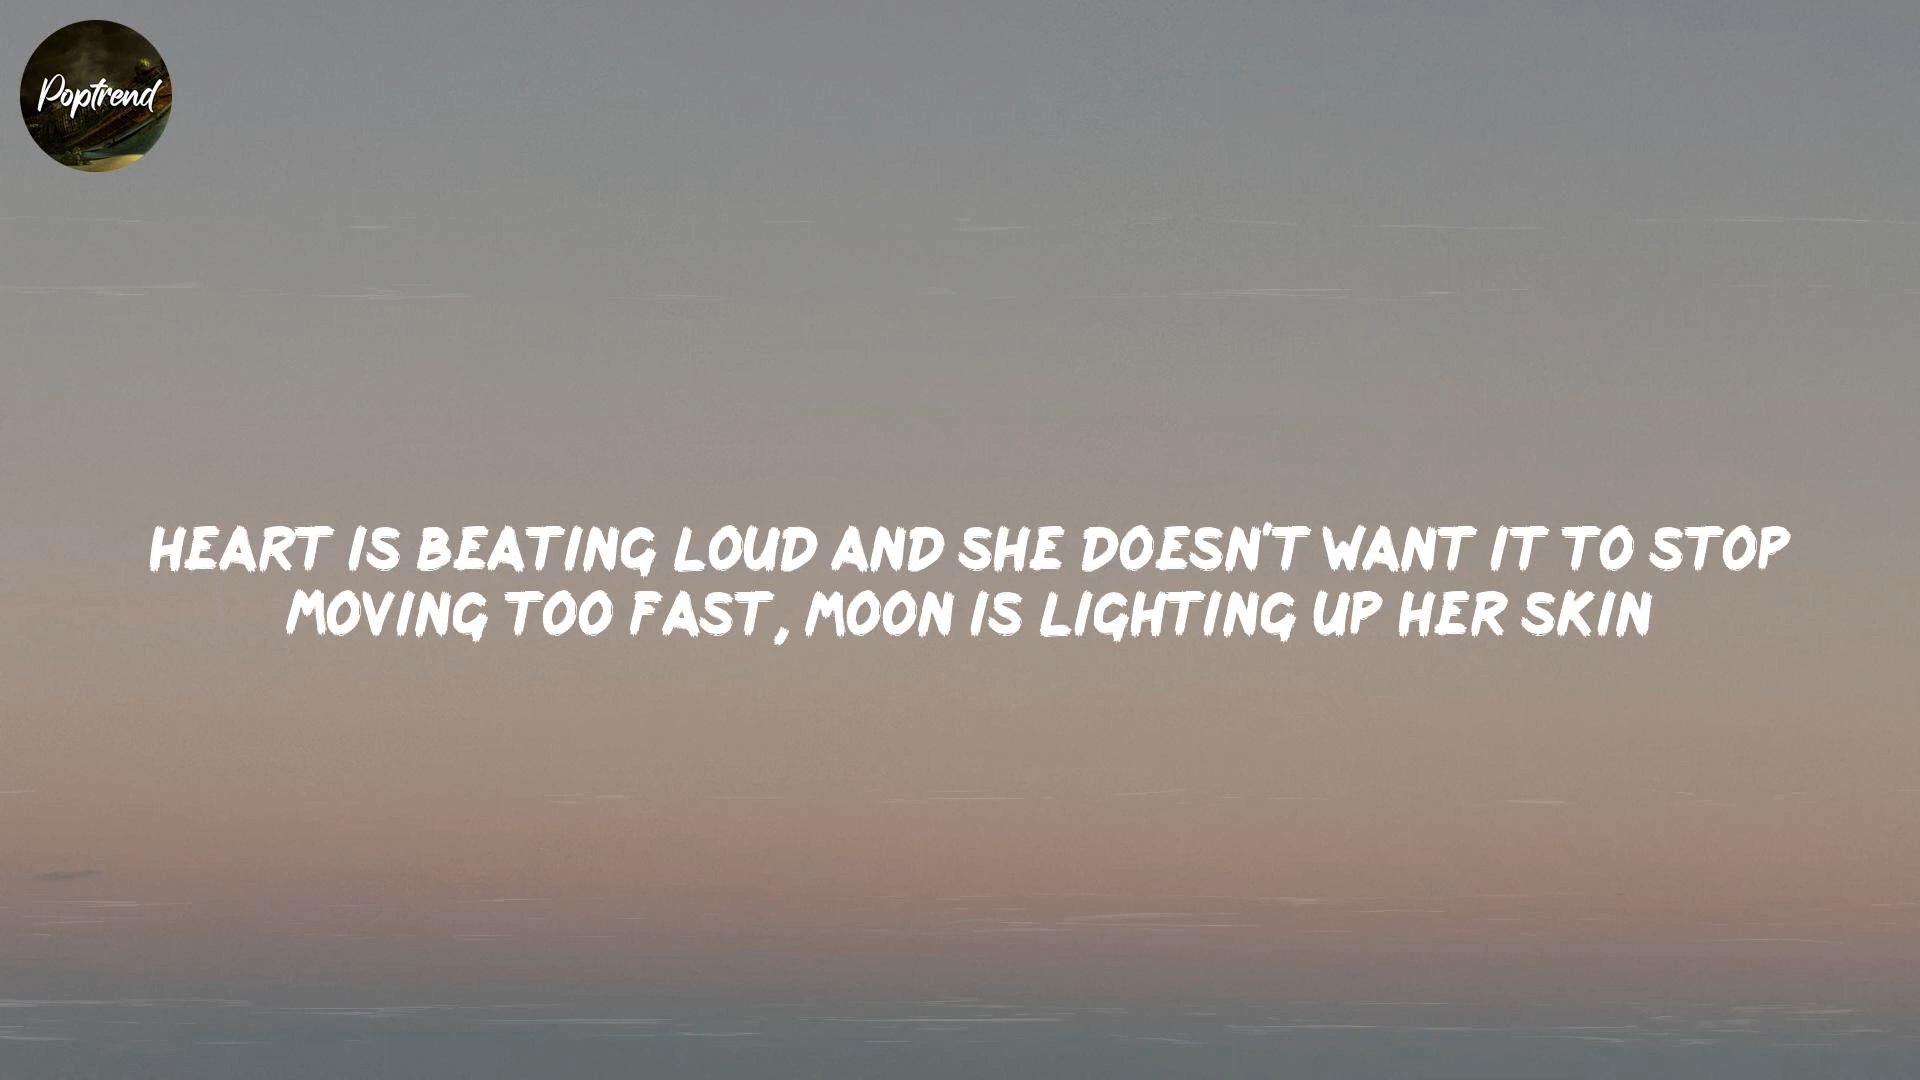 Poptrend
HEART IS BEATING LOUD AND SHE DOESN'T WANT IT TO STOP
MOVING TOO FAST, MOON IS LIGHTING UP HER SKIN